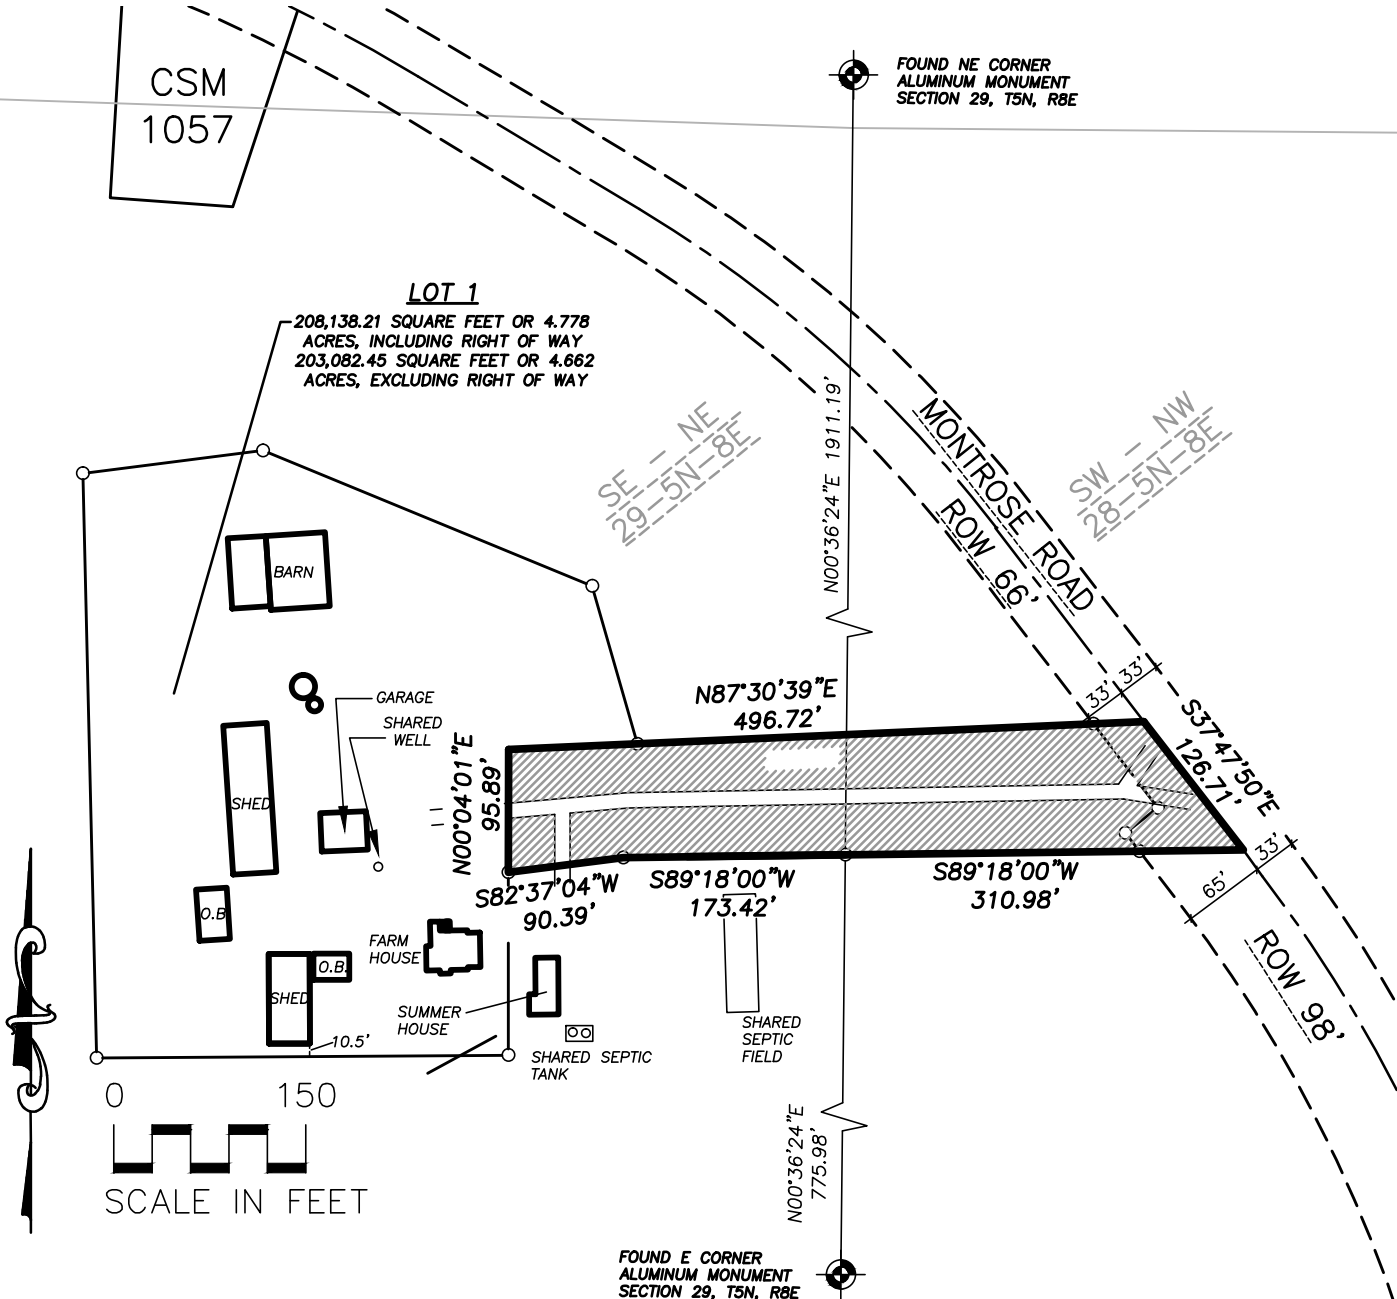 CSM
1057
FOUND NE CORNER
ALUMINUM MONUMENT
SECTION 29, T5N, R8E
LOT 1
208,138.21 SQUARE FEET OR 4.778
ACRES, INCLUDING RIGHT OF WAY
203,082.45 SQUARE FEET OR 4.662
ACRES, EXCLUDING RIGHT OF WAY
SE - NE
29-5N-8E
N00°36'24"E 1911.19'
SW - NW
28-5N-8E
MONTROSE ROAD
ROW 66'
BARN
GARAGE
SHARED
WELL
SHED
O.B.
SHED
O.B.
10.5'
FARM
HOUSE
SUMMER
HOUSE
SHARED SEPTIC
TANK
SHARED
SEPTIC
FIELD
N87°30'39"E
496.72'
33'
33'
S37°47'50"E
126.71'
N00°04'01"E
95.89'
S82°37'04"W
90.39'
S89°18'00"W
173.42'
S89°18'00"W
310.98'
33'
65'
ROW 98'
N00°36'24"E
775.98'
0 150
SCALE IN FEET
FOUND E CORNER
ALUMINUM MONUMENT
SECTION 29, T5N, R8E